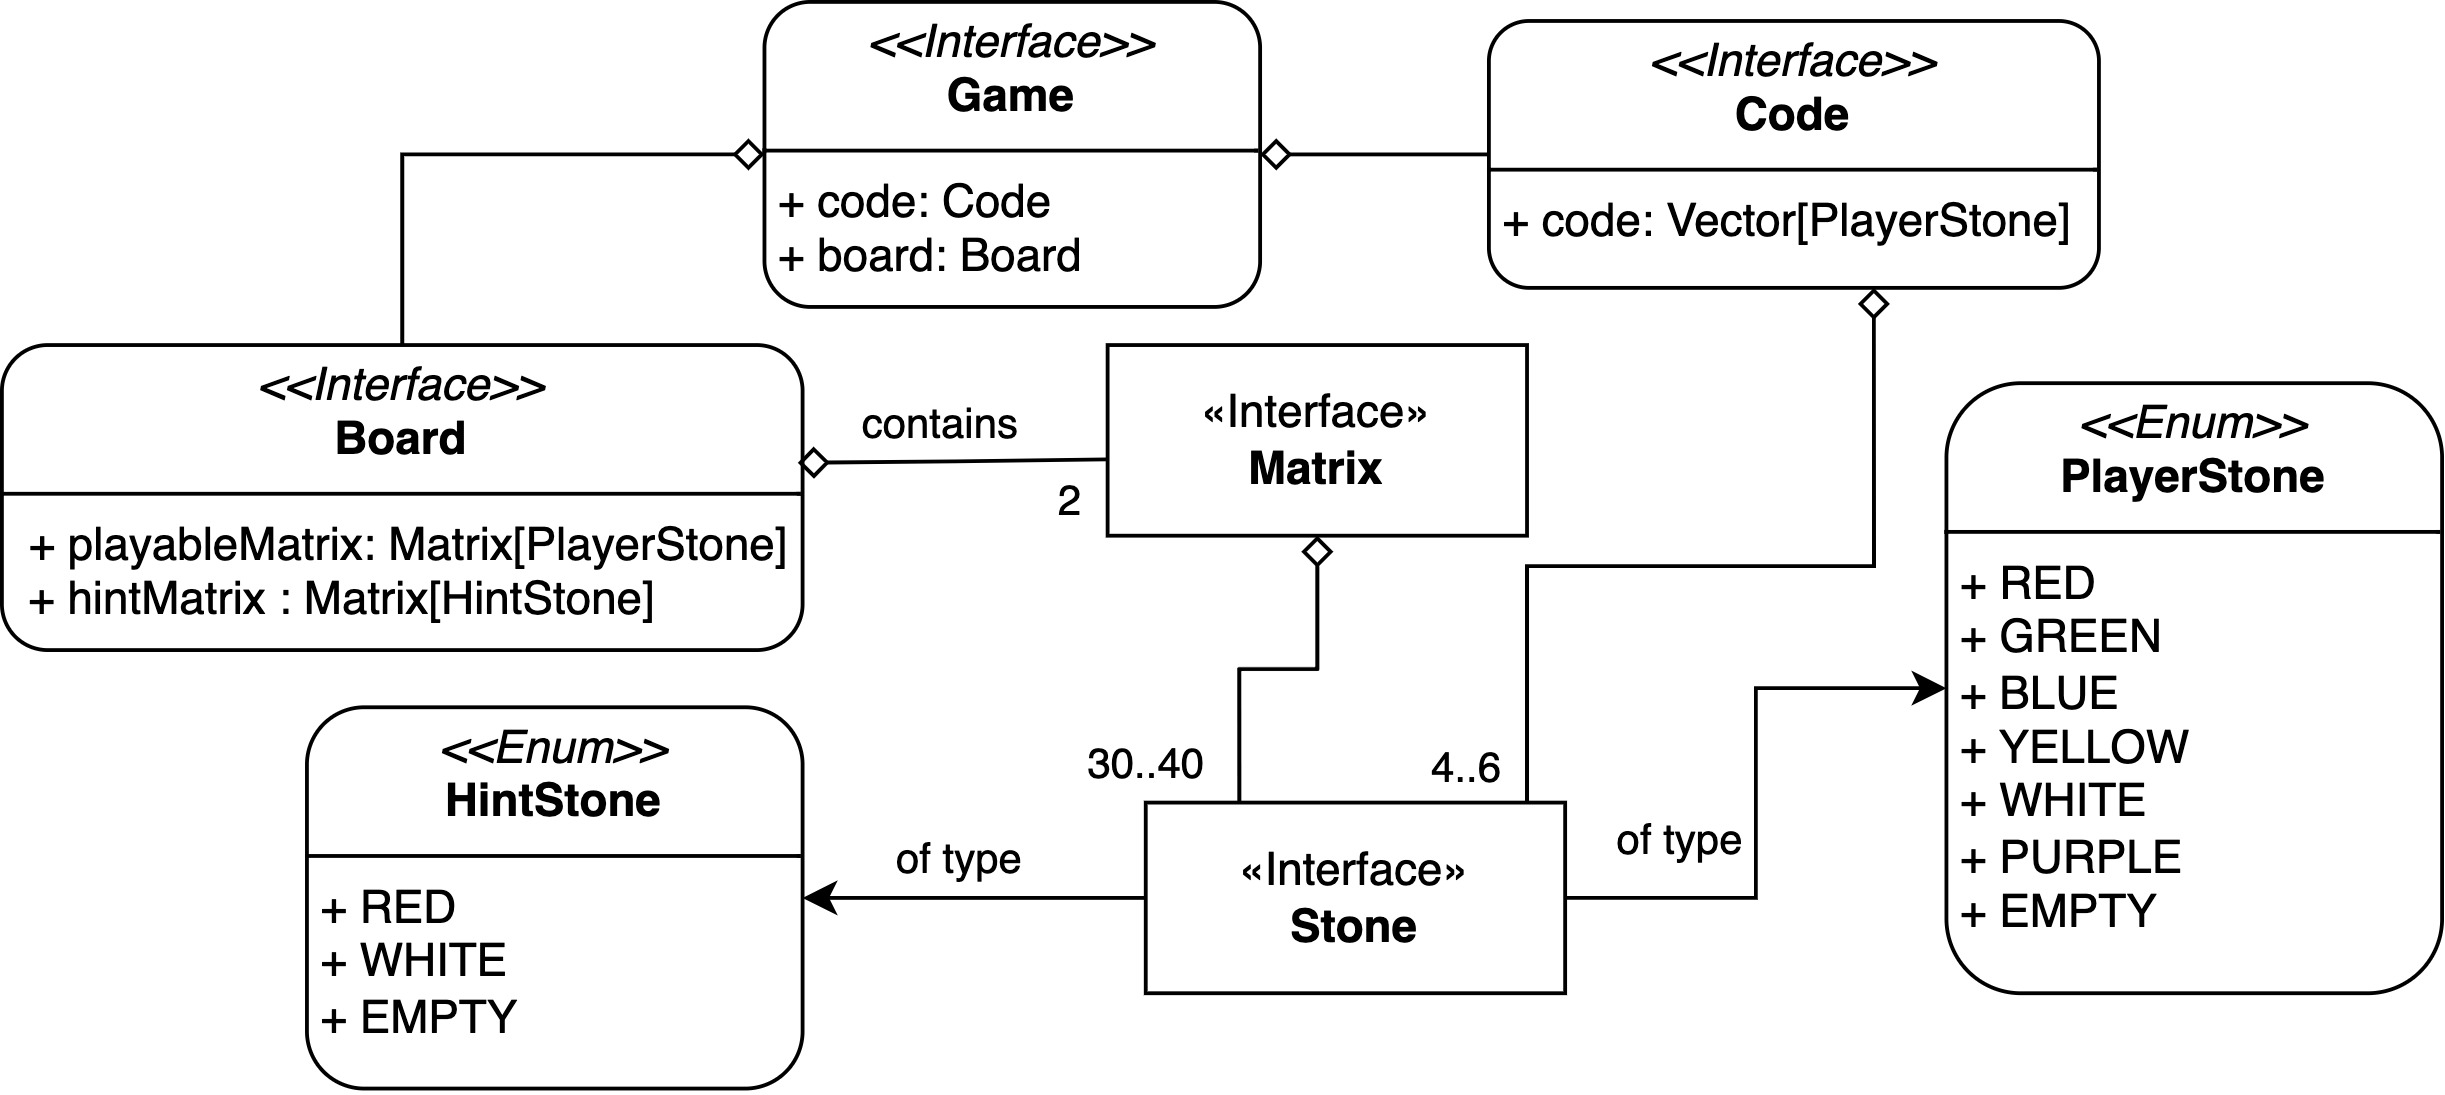 <<Interface>>
Game
+ code: Code
+ board: Board
<<Interface>>
Code
+ code: Vector[PlayerStone]
<<Interface>>
Board
+ playableMatrix: Matrix[PlayerStone]
+ hintMatrix : Matrix[HintStone]
contains
2
«Interface»
Matrix
<<Enum>>
PlayerStone
+ RED
+ GREEN
+ BLUE
+ YELLOW
+ WHITE
+ PURPLE
+ EMPTY
<<Enum>>
HintStone
+ RED
+ WHITE
+ EMPTY
30..40
4..6
of type
«Interface»
Stone
of type